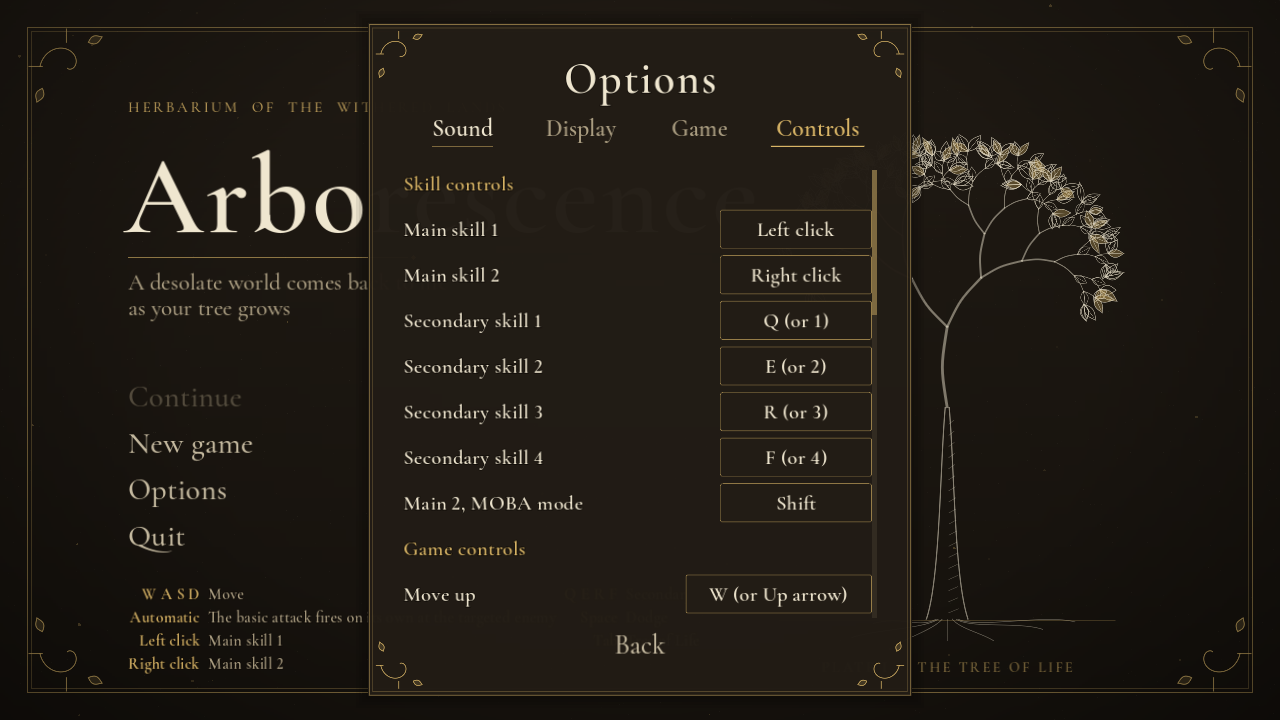 Options
Sound Display Game Controls
Skill controls
Main skill 1 Left click
Main skill 2 Right click
Secondary skill 1 Q (or 1)
Secondary skill 2 E (or 2)
Secondary skill 3 R (or 3)
Secondary skill 4 F (or 4)
Main 2, MOBA mode Shift
Game controls
Move up W (or Up arrow)
Back
HERBARIUM OF THE WIT
Arborescence
A desolate world comes ba
as your tree grows
Continue
New game
Options
Quit
W A S D Move
Automatic The basic attack fires on
Left click Main skill 1
Right click Main skill 2
THE TREE OF LIFE